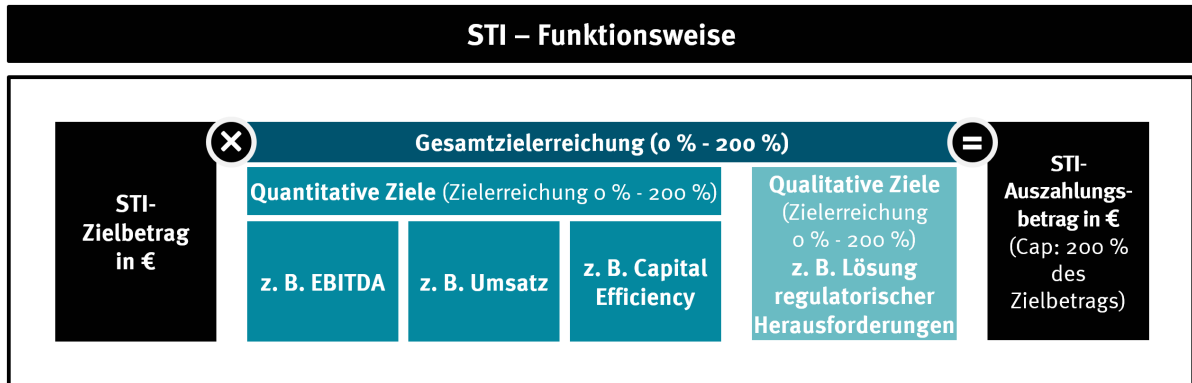 STI – Funktionsweise
STI-
Zielbetrag
in €
×
Gesamtzielerreichung (0 % - 200 %)
Quantitative Ziele (Zielerreichung 0 % - 200 %)
z. B. EBITDA
z. B. Umsatz
z. B. Capital
Efficiency
Qualitative Ziele
(Zielerreichung
0 % - 200 %)
z. B. Lösung
regulatorischer
Herausforderungen
=
STI-
Auszahlungs-
betrag in €
(Cap: 200 %
des
Zielbetrags)